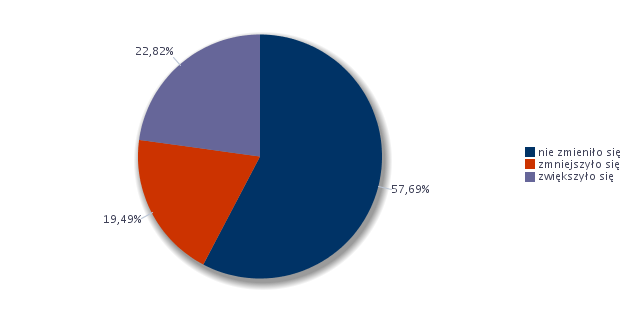 22,82%
57,69%
19,49%
nie zmieniło się
zmniejszyło się
zwiększyło się